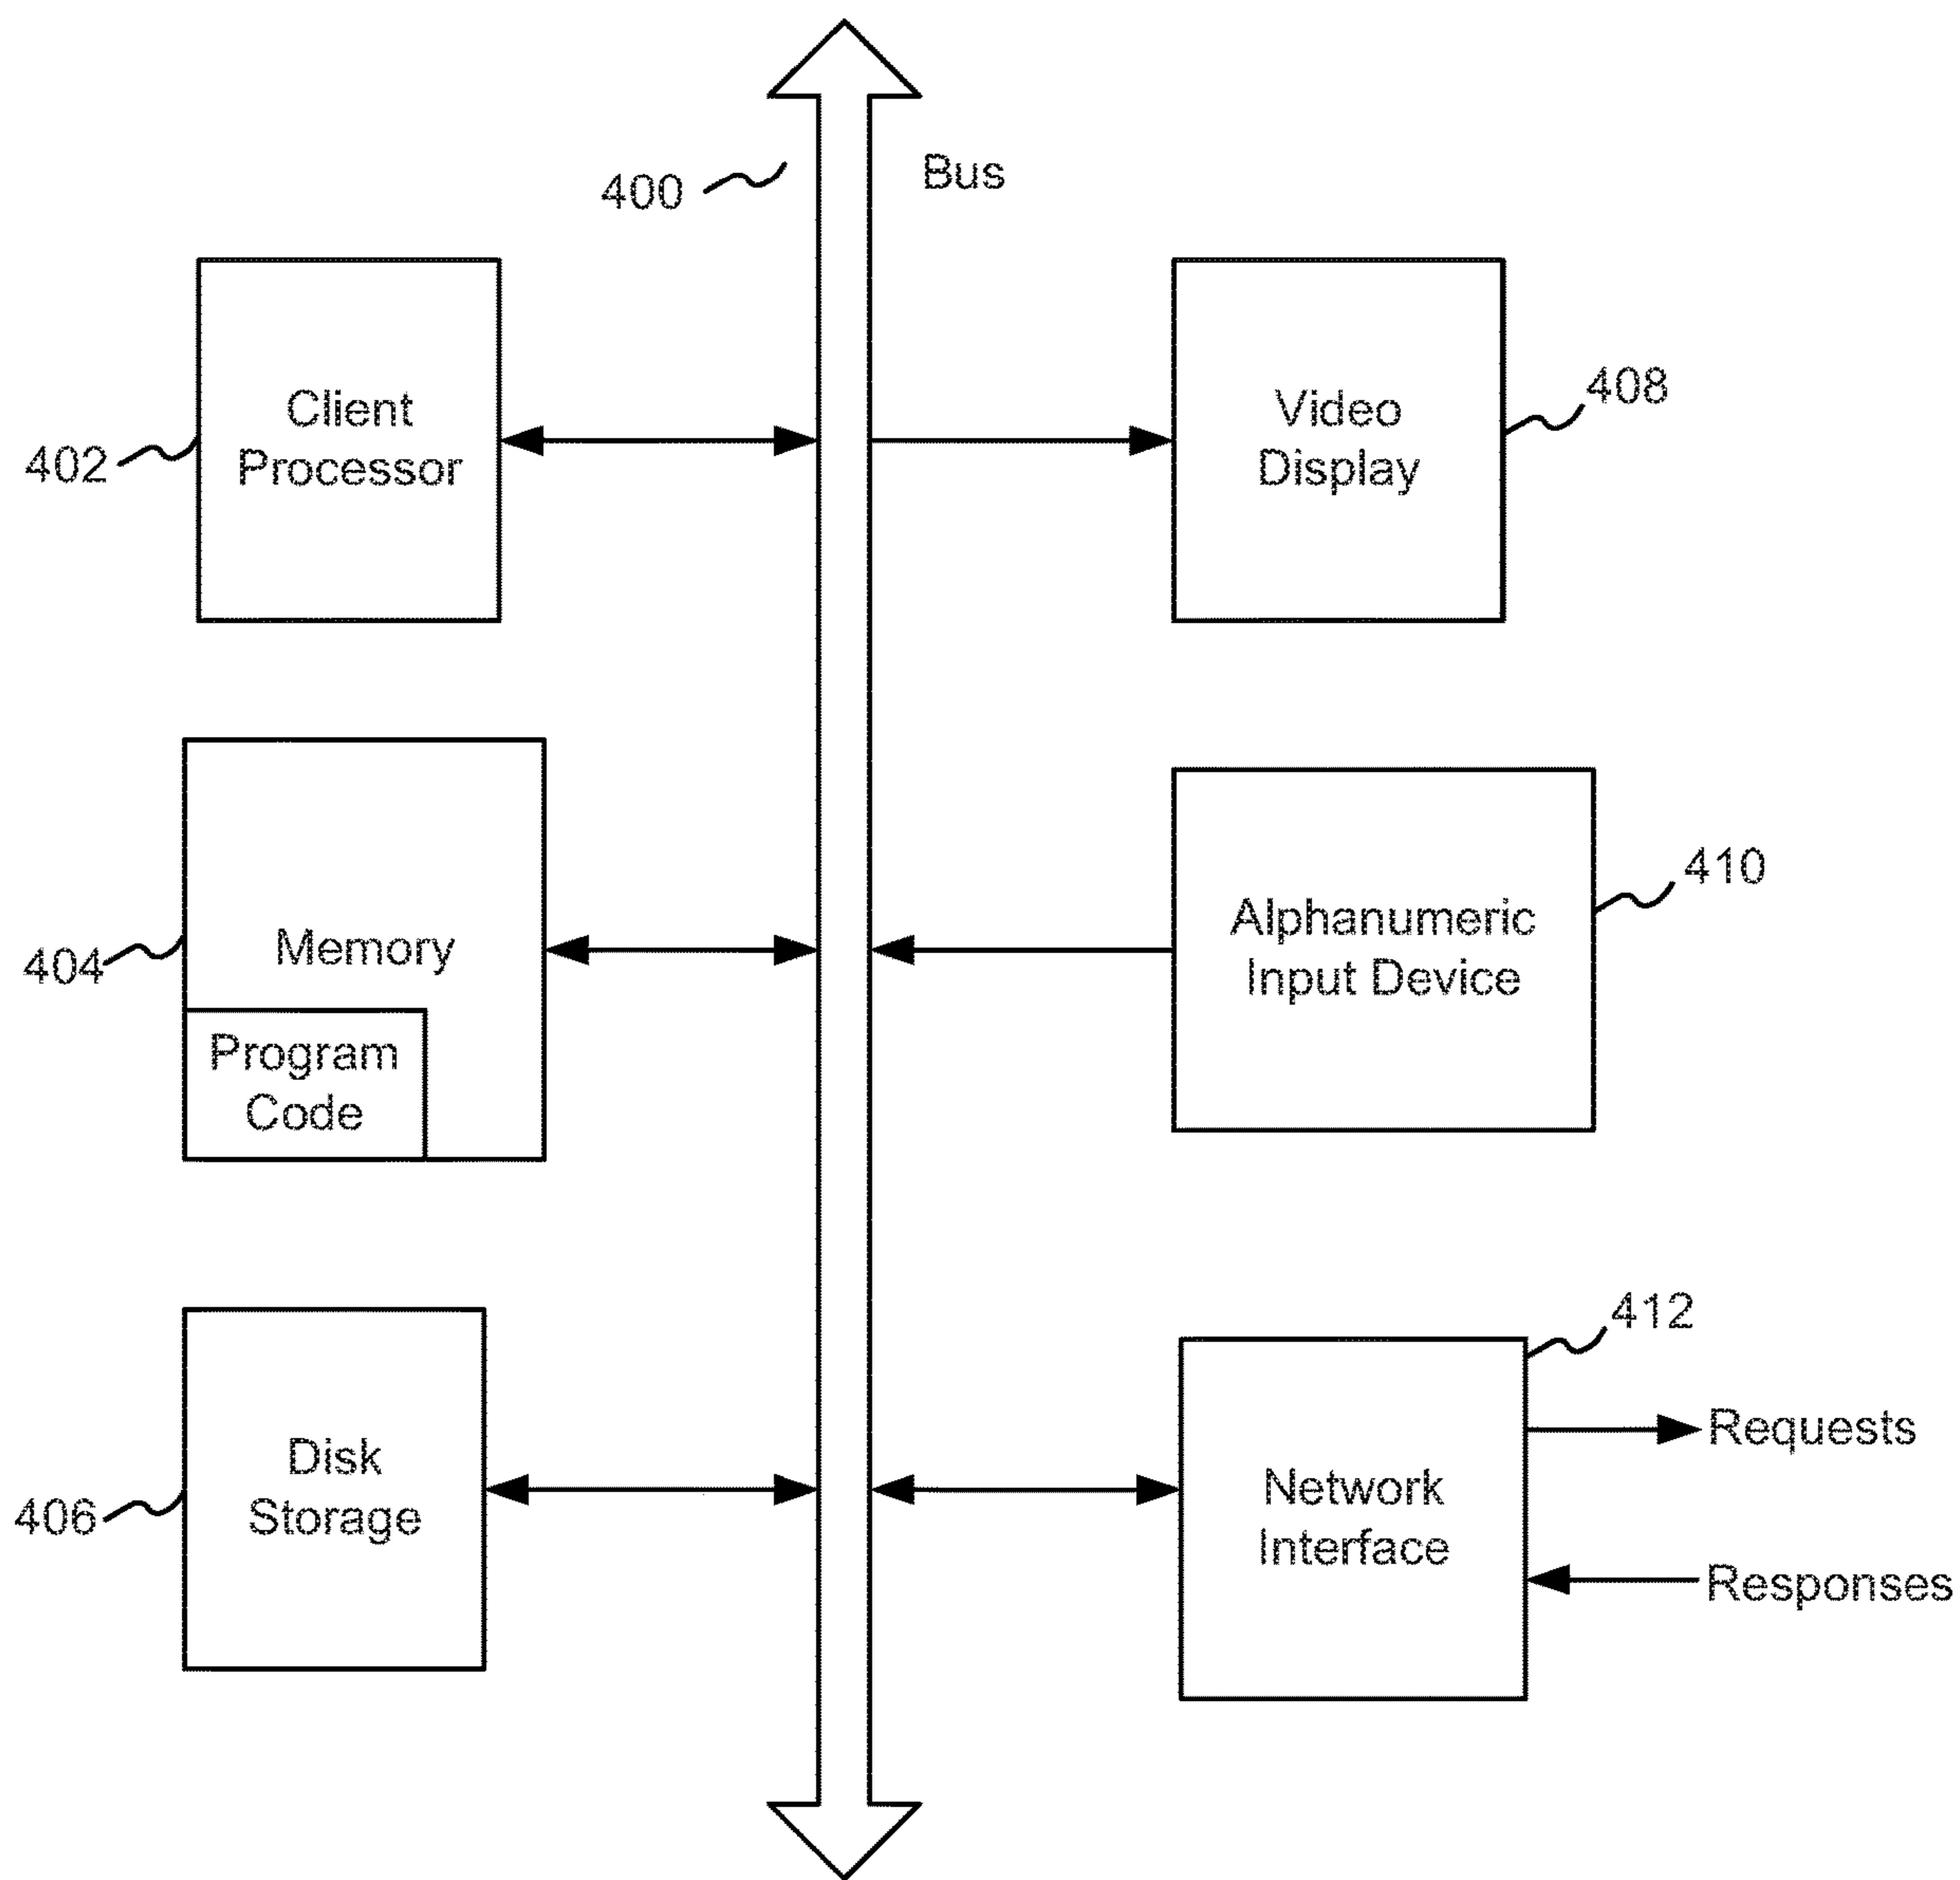 400
Bus
Client
Processor
402
Video
Display
408
Memory
404
Program
Code
Alphanumeric
Input Device
410
Disk
Storage
406
Network
Interface
412
Requests
Responses